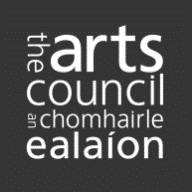 the arts
council
an chomhairle
ealaíon